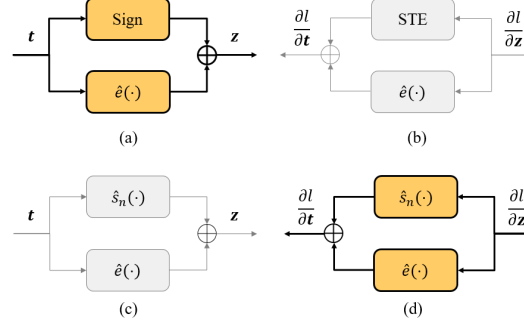 Sign
t
z
ê(·)
(a)
∂l
∂t
STE
∂l
∂z
ê(·)
(b)
ŝₙ(·)
t
z
ê(·)
(c)
∂l
∂t
ŝₙ(·)
∂l
∂z
ê(·)
(d)